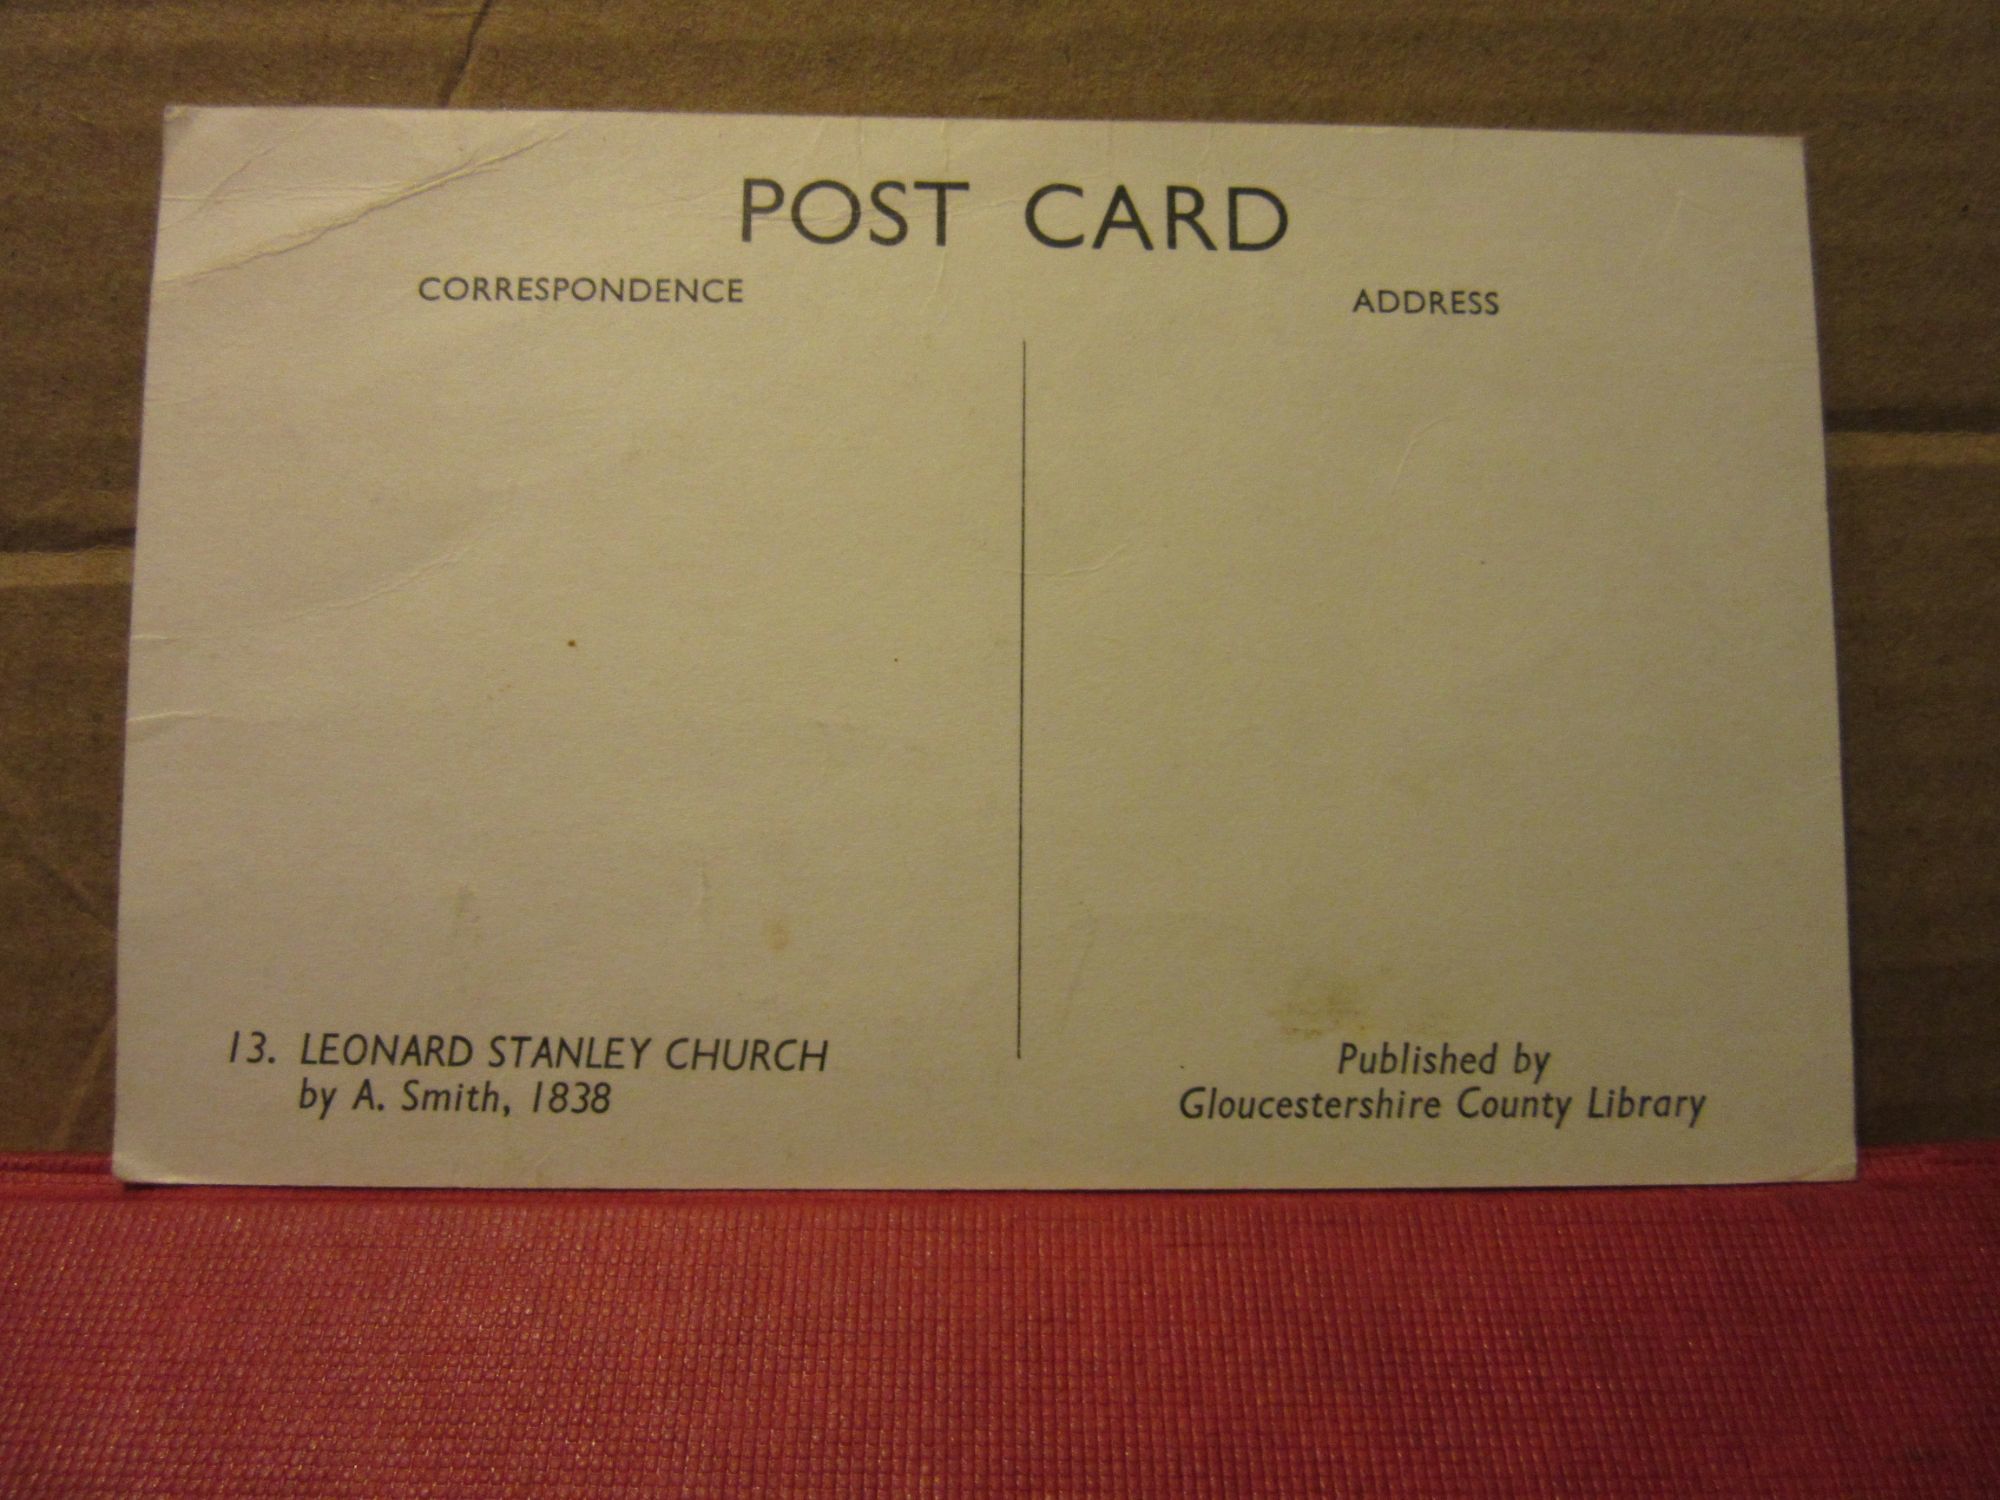 POST CARD
CORRESPONDENCE
ADDRESS
13. LEONARD STANLEY CHURCH
by A. Smith, 1838
Published by
Gloucestershire County Library